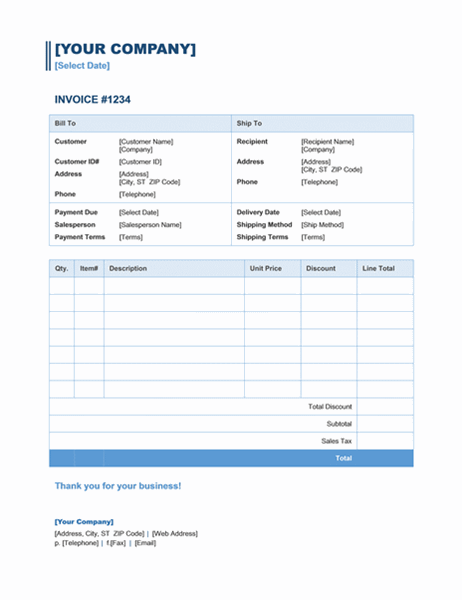 [YOUR COMPANY]
[Select Date]
INVOICE #1234
Bill To
Customer [Customer Name]
[Company]
Customer ID# [Customer ID]
Address [Address]
[City, ST ZIP Code]
Phone [Telephone]
Ship To
Recipient [Recipient Name]
[Company]
Address [Address]
[City, ST ZIP Code]
Phone [Telephone]
Payment Due [Select Date]
Salesperson [Salesperson Name]
Payment Terms [Terms]
Delivery Date [Select Date]
Shipping Method [Ship Method]
Shipping Terms [Terms]
Qty. Item# Description Unit Price Discount Line Total
Total Discount
Subtotal
Sales Tax
Total
Thank you for your business!
[Your Company]
[Address, City, ST ZIP Code] | [Web Address]
p. [Telephone] | f.[Fax] | [Email]